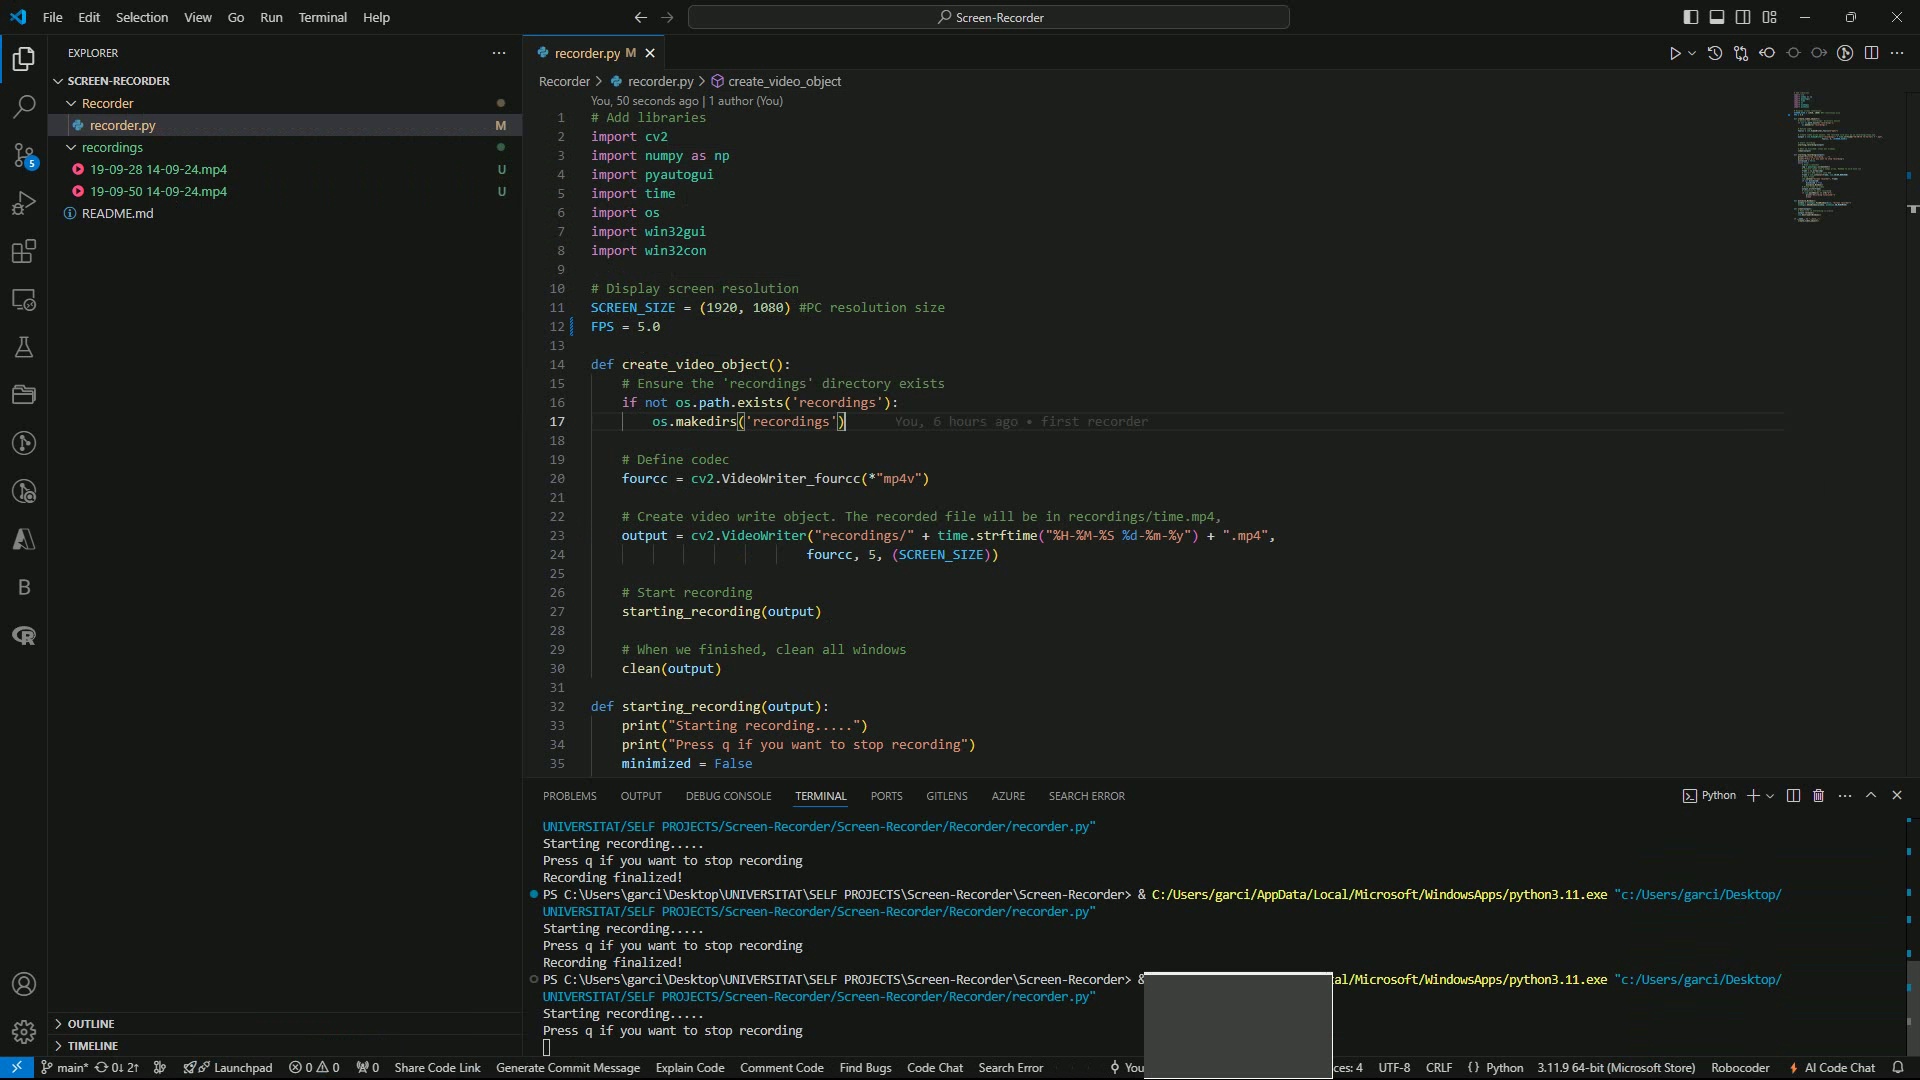 File Edit Selection View Go Run Terminal Help
Screen-Recorder
EXPLORER
SCREEN-RECORDER
Recorder
recorder.py M
recordings
19-09-28 14-09-24.mp4 U
19-09-50 14-09-24.mp4 U
README.md
5
B
R
OUTLINE
TIMELINE
recorder.py M
Recorder > recorder.py > create_video_object
You, 50 seconds ago | 1 author (You)
1 # Add libraries
2 import cv2
3 import numpy as np
4 import pyautogui
5 import time
6 import os
7 import win32gui
8 import win32con
9
10 # Display screen resolution
11 SCREEN_SIZE = (1920, 1080) #PC resolution size
12 FPS = 5.0
13
14 def create_video_object():
15 # Ensure the 'recordings' directory exists
16 if not os.path.exists('recordings'):
17 os.makedirs('recordings') You, 6 hours ago • first recorder
18
19 # Define codec
20 fourcc = cv2.VideoWriter_fourcc(*"mp4v")
21
22 # Create video write object. The recorded file will be in recordings/time.mp4,
23 output = cv2.VideoWriter("recordings/" + time.strftime("%H-%M-%S %d-%m-%y") + ".mp4",
24 fourcc, 5, (SCREEN_SIZE))
25
26 # Start recording
27 starting_recording(output)
28
29 # When we finished, clean all windows
30 clean(output)
31
32 def starting_recording(output):
33 print("Starting recording.....")
34 print("Press q if you want to stop recording")
35 minimized = False
PROBLEMS OUTPUT DEBUG CONSOLE TERMINAL PORTS GITLENS AZURE SEARCH ERROR
Python
UNIVERSITAT/SELF PROJECTS/Screen-Recorder/Screen-Recorder/Recorder/recorder.py"
Starting recording.....
Press q if you want to stop recording
Recording finalized!
PS C:\Users\garci\Desktop\UNIVERSITAT\SELF PROJECTS\Screen-Recorder\Screen-Recorder> & C:/Users/garci/AppData/Local/Microsoft/WindowsApps/python3.11.exe "c:/Users/garci/Desktop/
UNIVERSITAT/SELF PROJECTS/Screen-Recorder/Screen-Recorder/Recorder/recorder.py"
Starting recording.....
Press q if you want to stop recording
Recording finalized!
PS C:\Users\garci\Desktop\UNIVERSITAT\SELF PROJECTS\Screen-Recorder\Screen-Recorder> & al/Microsoft/WindowsApps/python3.11.exe "c:/Users/garci/Desktop/
UNIVERSITAT/SELF PROJECTS/Screen-Recorder/Screen-Recorder/Recorder/recorder.py"
Starting recording.....
Press q if you want to stop recording
main* 0↓ 2↑ Launchpad 0 0 0 Share Code Link Generate Commit Message Explain Code Comment Code Find Bugs Code Chat Search Error You ces: 4 UTF-8 CRLF {} Python 3.11.9 64-bit (Microsoft Store) Robocoder AI Code Chat